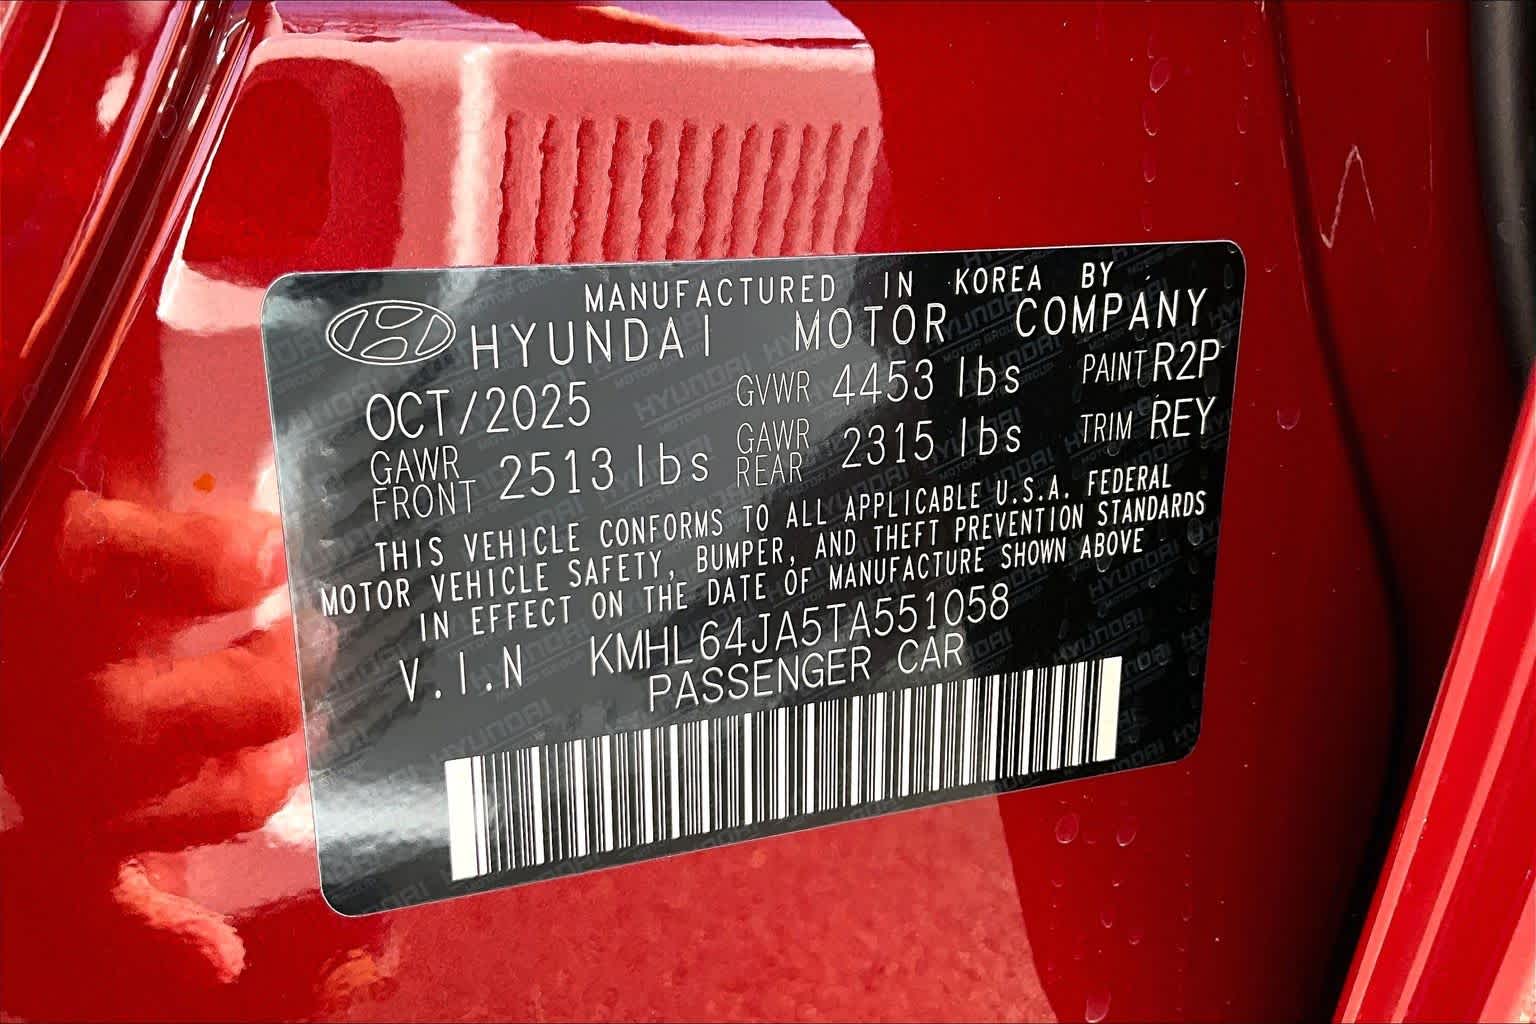 MANUFACTURED IN KOREA BY
HYUNDAI MOTOR COMPANY
OCT/2025 GVWR 4453 lbs PAINT R2P
GAWR FRONT 2513 lbs GAWR REAR 2315 lbs TRIM REY
THIS VEHICLE CONFORMS TO ALL APPLICABLE U.S.A. FEDERAL
MOTOR VEHICLE SAFETY, BUMPER, AND THEFT PREVENTION STANDARDS
IN EFFECT ON THE DATE OF MANUFACTURE SHOWN ABOVE
V.I.N KMHL64JA5TA551058
PASSENGER CAR